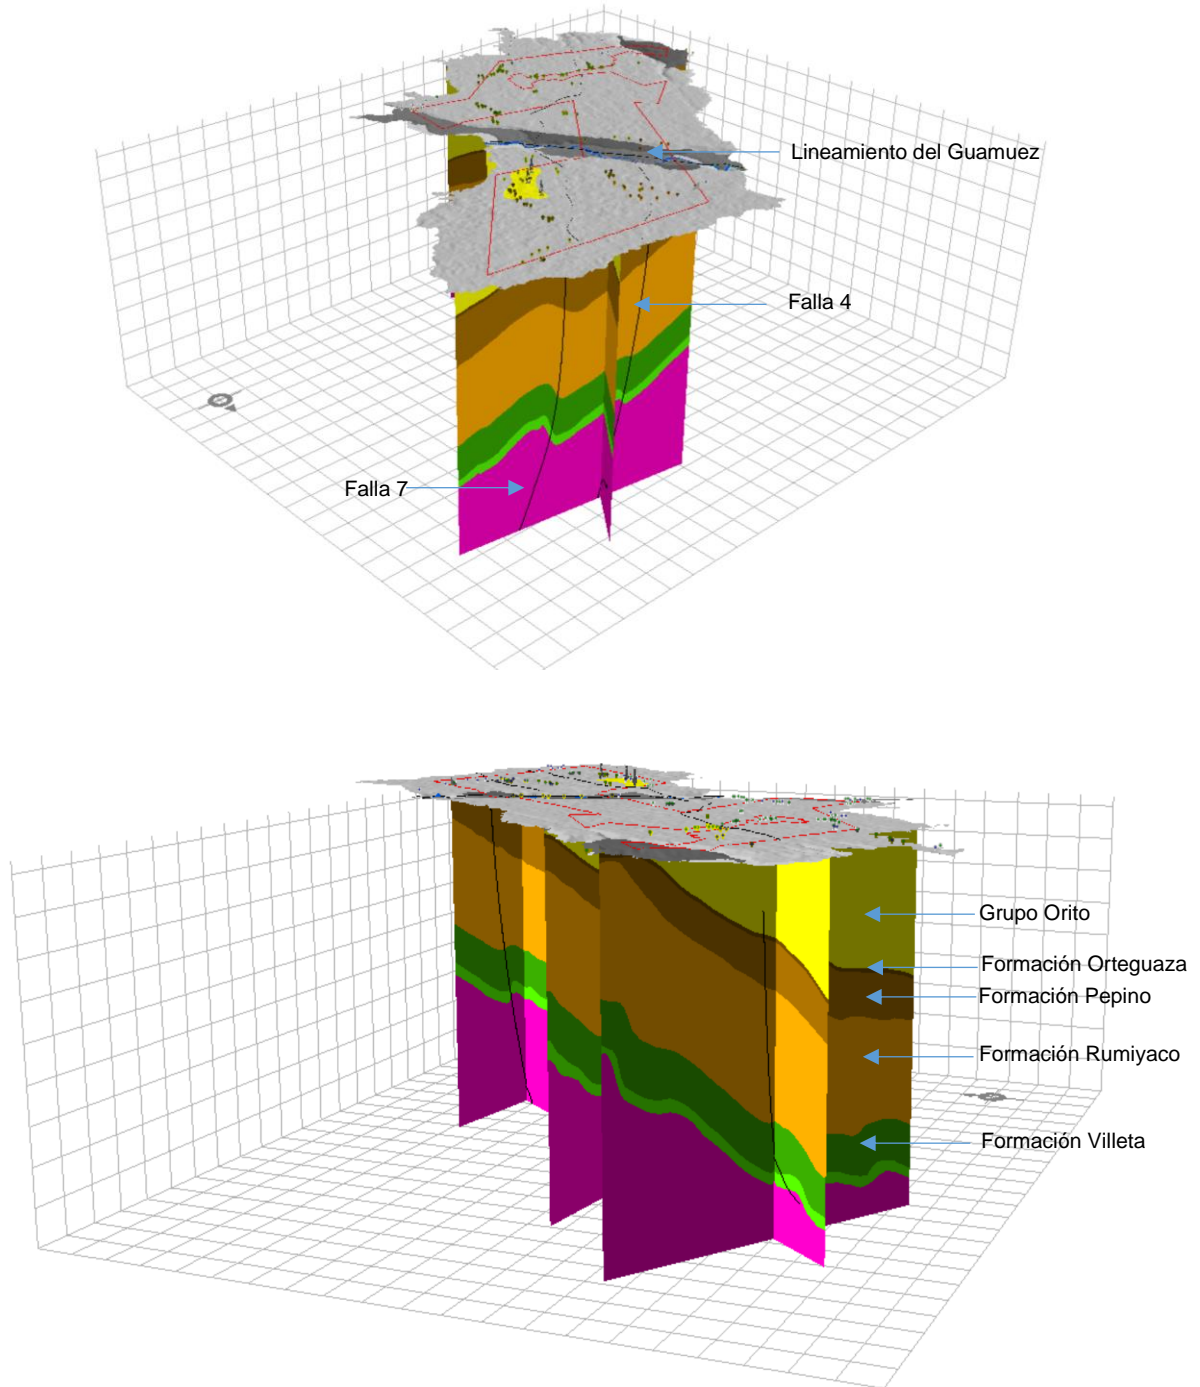 Lineamiento del Guamuez
Falla 4
Falla 7
Grupo Orito
Formación Orteguaza
Formación Pepino
Formación Rumiyaco
Formación Villeta